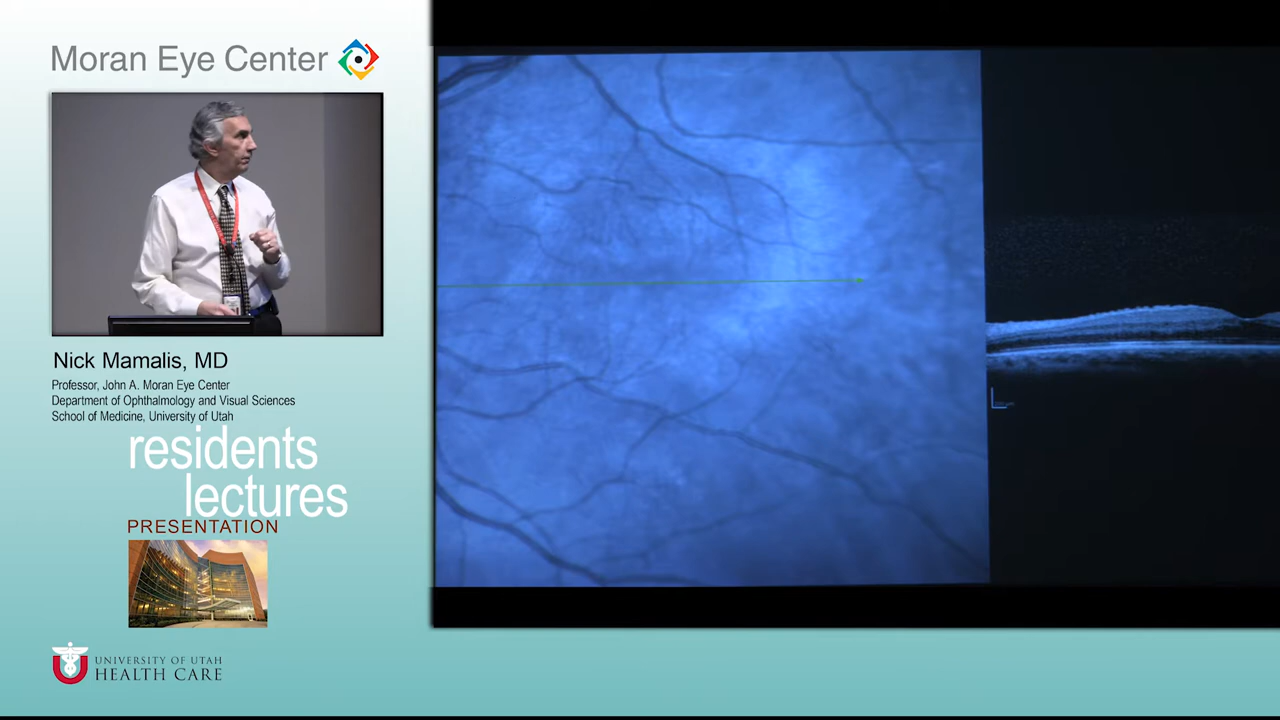 Moran Eye Center
Nick Mamalis, MD
Professor, John A. Moran Eye Center
Department of Ophthalmology and Visual Sciences
School of Medicine, University of Utah
residents
lectures
PRESENTATION
UNIVERSITY OF UTAH
HEALTH CARE